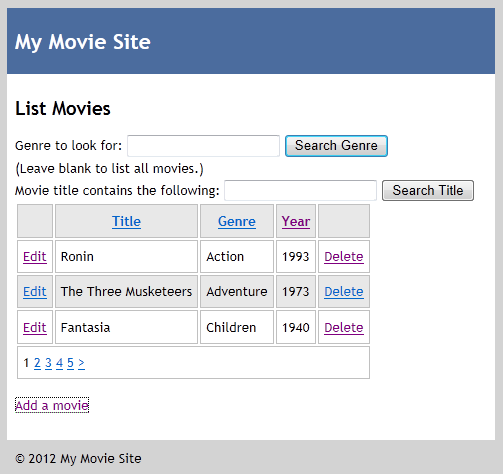 My Movie Site
List Movies
Genre to look for: Search Genre
(Leave blank to list all movies.)
Movie title contains the following: Search Title
Title Genre Year
Edit Ronin Action 1993 Delete
Edit The Three Musketeers Adventure 1973 Delete
Edit Fantasia Children 1940 Delete
1 2 3 4 5 >
Add a movie
© 2012 My Movie Site